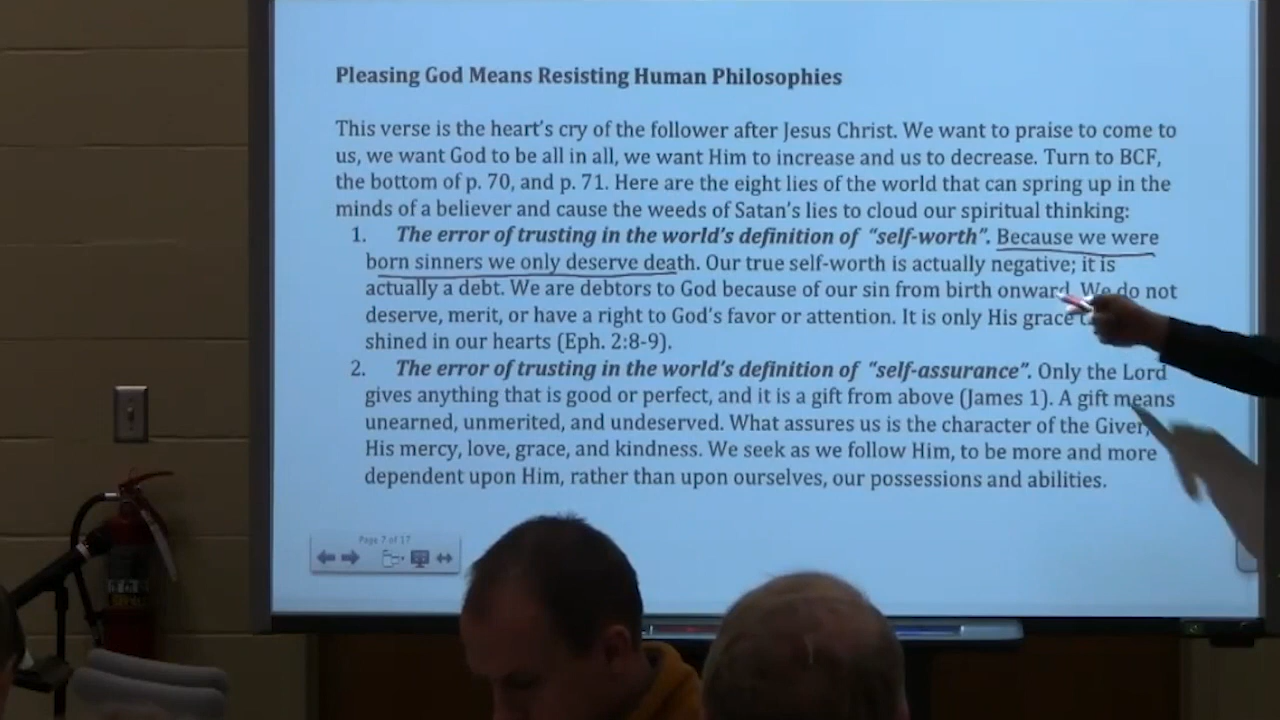 Pleasing God Means Resisting Human Philosophies
This verse is the heart's cry of the follower after Jesus Christ. We want to praise to come to
us, we want God to be all in all, we want Him to increase and us to decrease. Turn to BCF,
the bottom of p. 70, and p. 71. Here are the eight lies of the world that can spring up in the
minds of a believer and cause the weeds of Satan's lies to cloud our spiritual thinking:
1. The error of trusting in the world's definition of "self-worth". Because we were
born sinners we only deserve death. Our true self-worth is actually negative; it is
actually a debt. We are debtors to God because of our sin from birth onward. We do not
deserve, merit, or have a right to God's favor or attention. It is only His grace
shined in our hearts (Eph. 2:8-9).
2. The error of trusting in the world's definition of "self-assurance". Only the Lord
gives anything that is good or perfect, and it is a gift from above (James 1). A gift means
unearned, unmerited, and undeserved. What assures us is the character of the Giver,
His mercy, love, grace, and kindness. We seek as we follow Him, to be more and more
dependent upon Him, rather than upon ourselves, our possessions and abilities.
Page 7 of 17